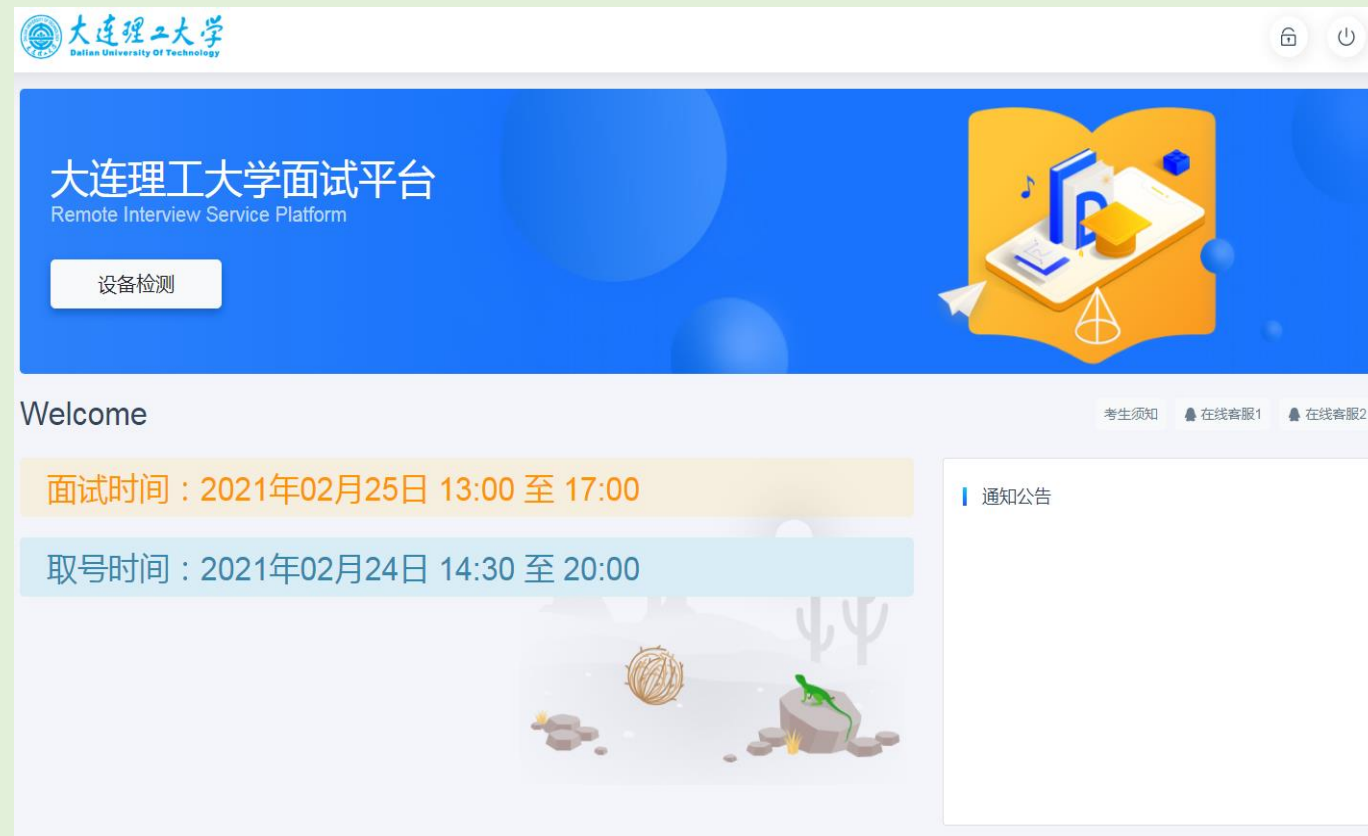 大连理工大学
Dalian University Of Technology
大连理工大学面试平台
Remote Interview Service Platform
设备检测
Welcome
考生须知 在线客服1 在线客服2
面试时间：2021年02月25日 13:00 至 17:00
通知公告
取号时间：2021年02月24日 14:30 至 20:00